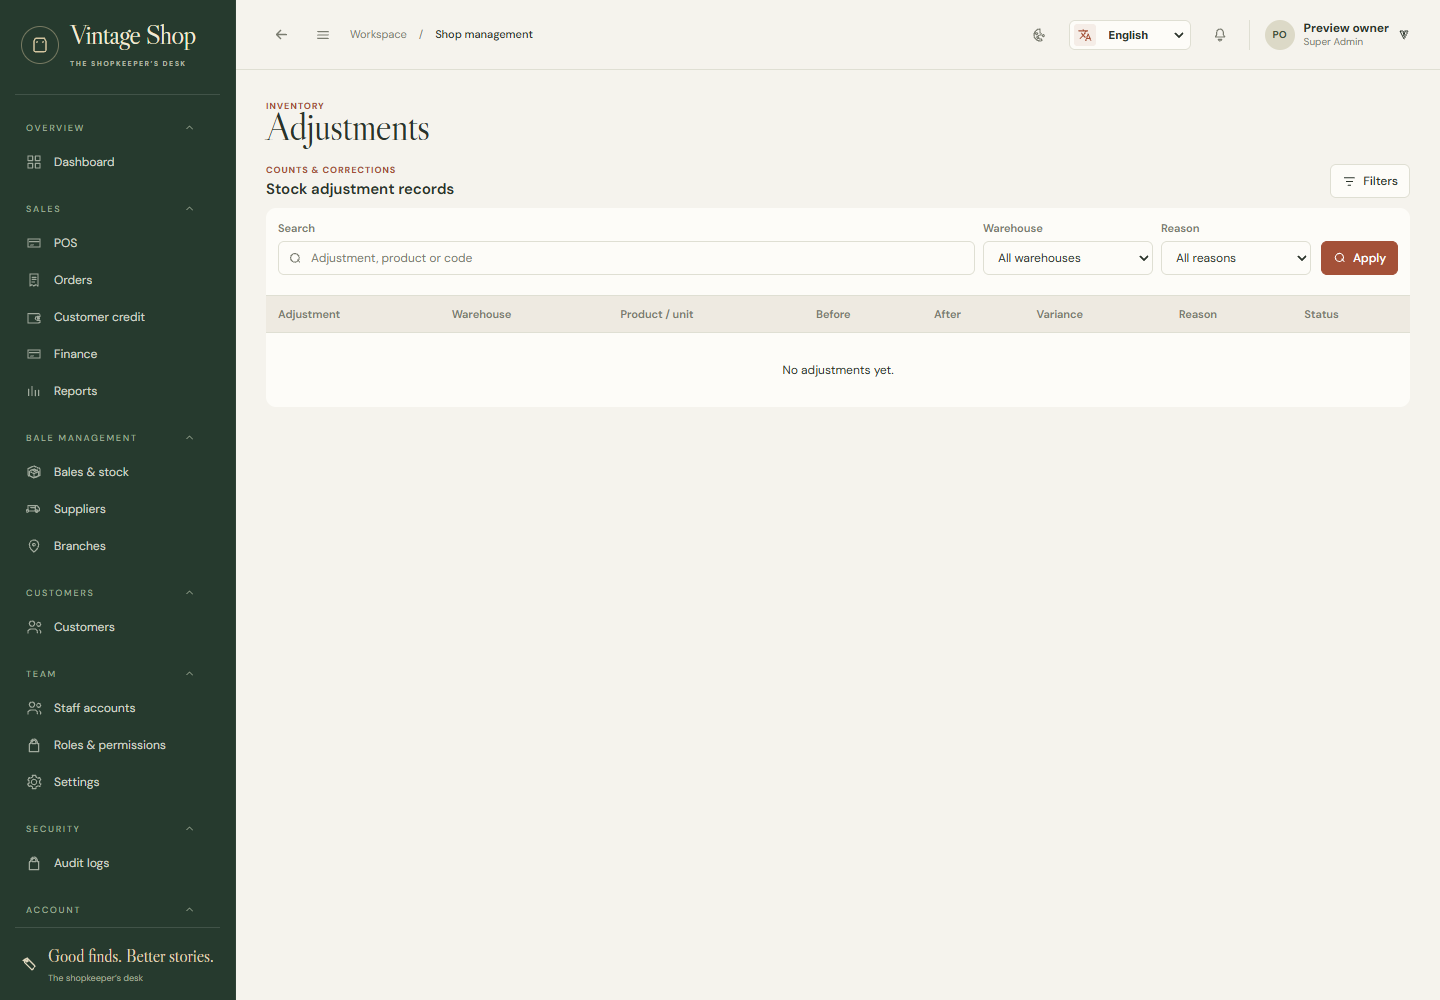 Vintage Shop
THE SHOPKEEPER'S DESK
OVERVIEW
Dashboard
SALES
POS
Orders
Customer credit
Finance
Reports
BALE MANAGEMENT
Bales & stock
Suppliers
Branches
CUSTOMERS
Customers
TEAM
Staff accounts
Roles & permissions
Settings
SECURITY
Audit logs
ACCOUNT
Good finds. Better stories.
The shopkeeper's desk
Workspace / Shop management
English
PO
Preview owner
Super Admin
INVENTORY
Adjustments
COUNTS & CORRECTIONS
Stock adjustment records
Filters
Search Warehouse Reason
Adjustment, product or code All warehouses All reasons Apply
Adjustment Warehouse Product / unit Before After Variance Reason Status
No adjustments yet.